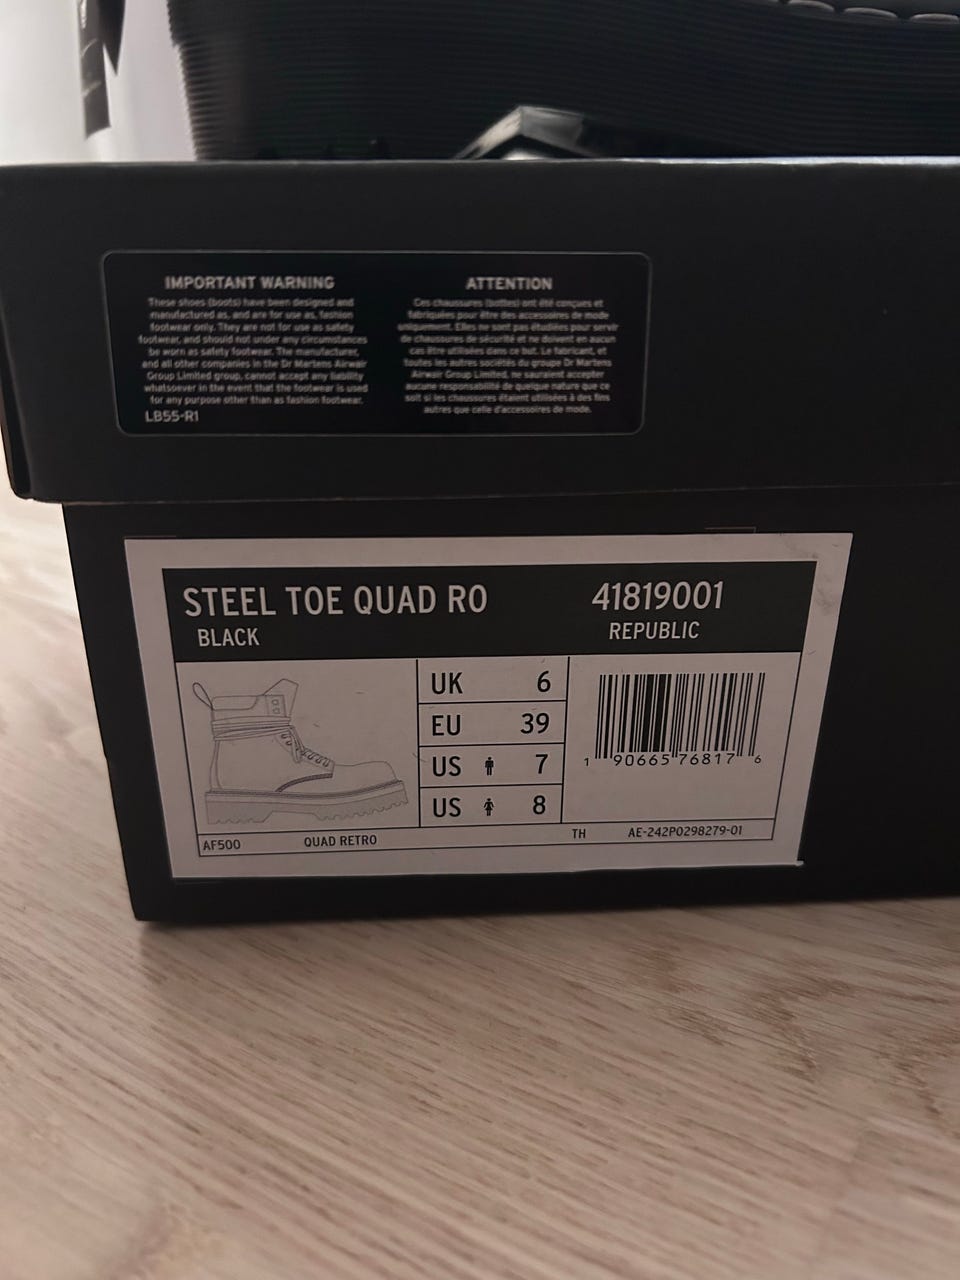 IMPORTANT WARNING
These shoes (boots) have been designed and
manufactured as, and are for use as, fashion
footwear only. They are not for use as safety
footwear, and should not under any circumstances
be worn as safety footwear. The manufacturer,
and all other companies in the Dr Martens Airwair
Group Limited group, cannot accept any liability
whatsoever in the event that the footwear is used
for any purpose other than as fashion footwear.
LB55-R1
ATTENTION
Ces chaussures (bottes) ont été conçues et
fabriquées pour être des accessoires de mode
uniquement. Elles ne sont pas étudiées pour servir
de chaussures de sécurité et ne doivent en aucun
cas être utilisées dans ce but. Le fabricant, et
toutes les autres sociétés du groupe Dr Martens
Airwair Group Limited, ne sauraient accepter
aucune responsabilité de quelque nature que ce
soit si les chaussures étaient utilisées à des fins
autres que celle d'accessoires de mode.
STEEL TOE QUAD RO 41819001
BLACK REPUBLIC
UK 6
EU 39
US 7
US 8
1 90665 76817 6
AF500 QUAD RETRO TH AE-242P0298279-01